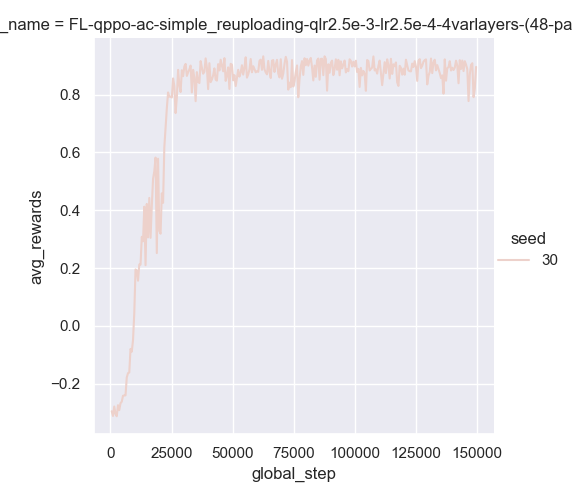 _name = FL-qppo-ac-simple_reuploading-qlr2.5e-3-lr2.5e-4-4varlayers-(48-pa
0.8
0.6
0.4
0.2
0.0
−0.2
avg_rewards
seed
30
0 25000 50000 75000 100000 125000 150000
global_step